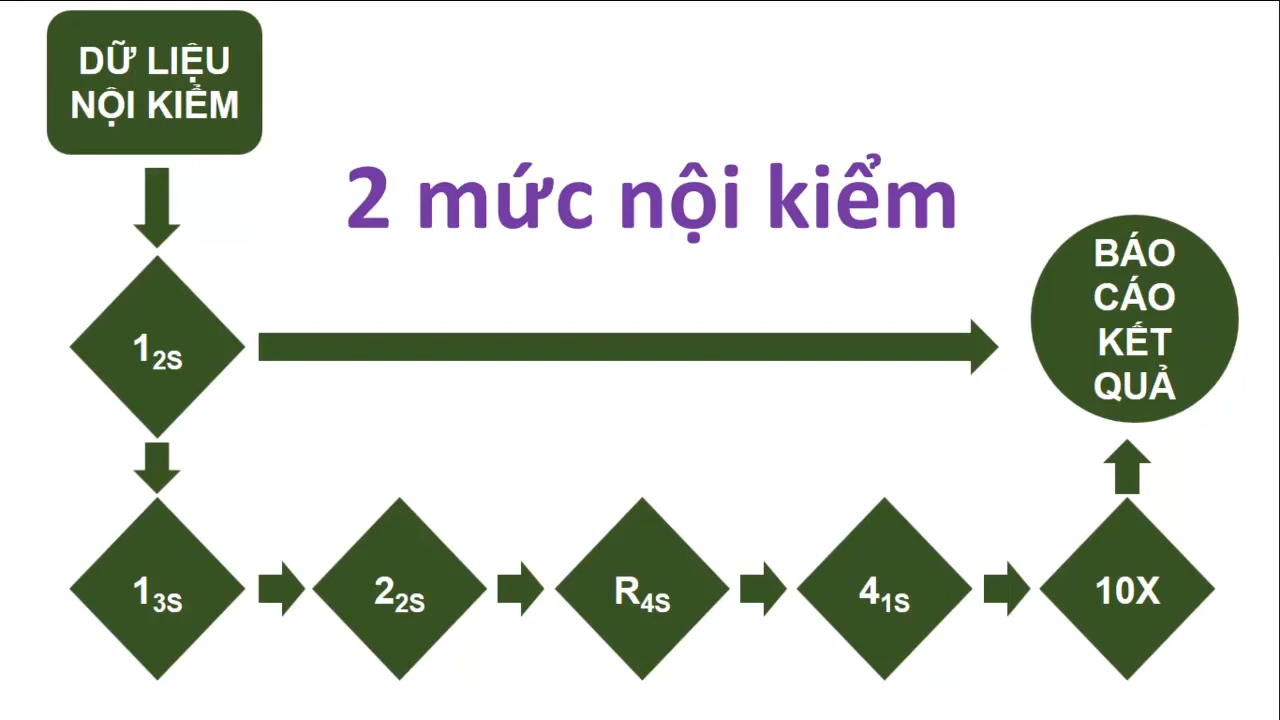 DỮ LIỆU
NỘI KIỂM
2 mức nội kiểm
BÁO
CÁO
KẾT
QUẢ
1₂S
1₃S
2₂S
R₄S
4₁S
10X